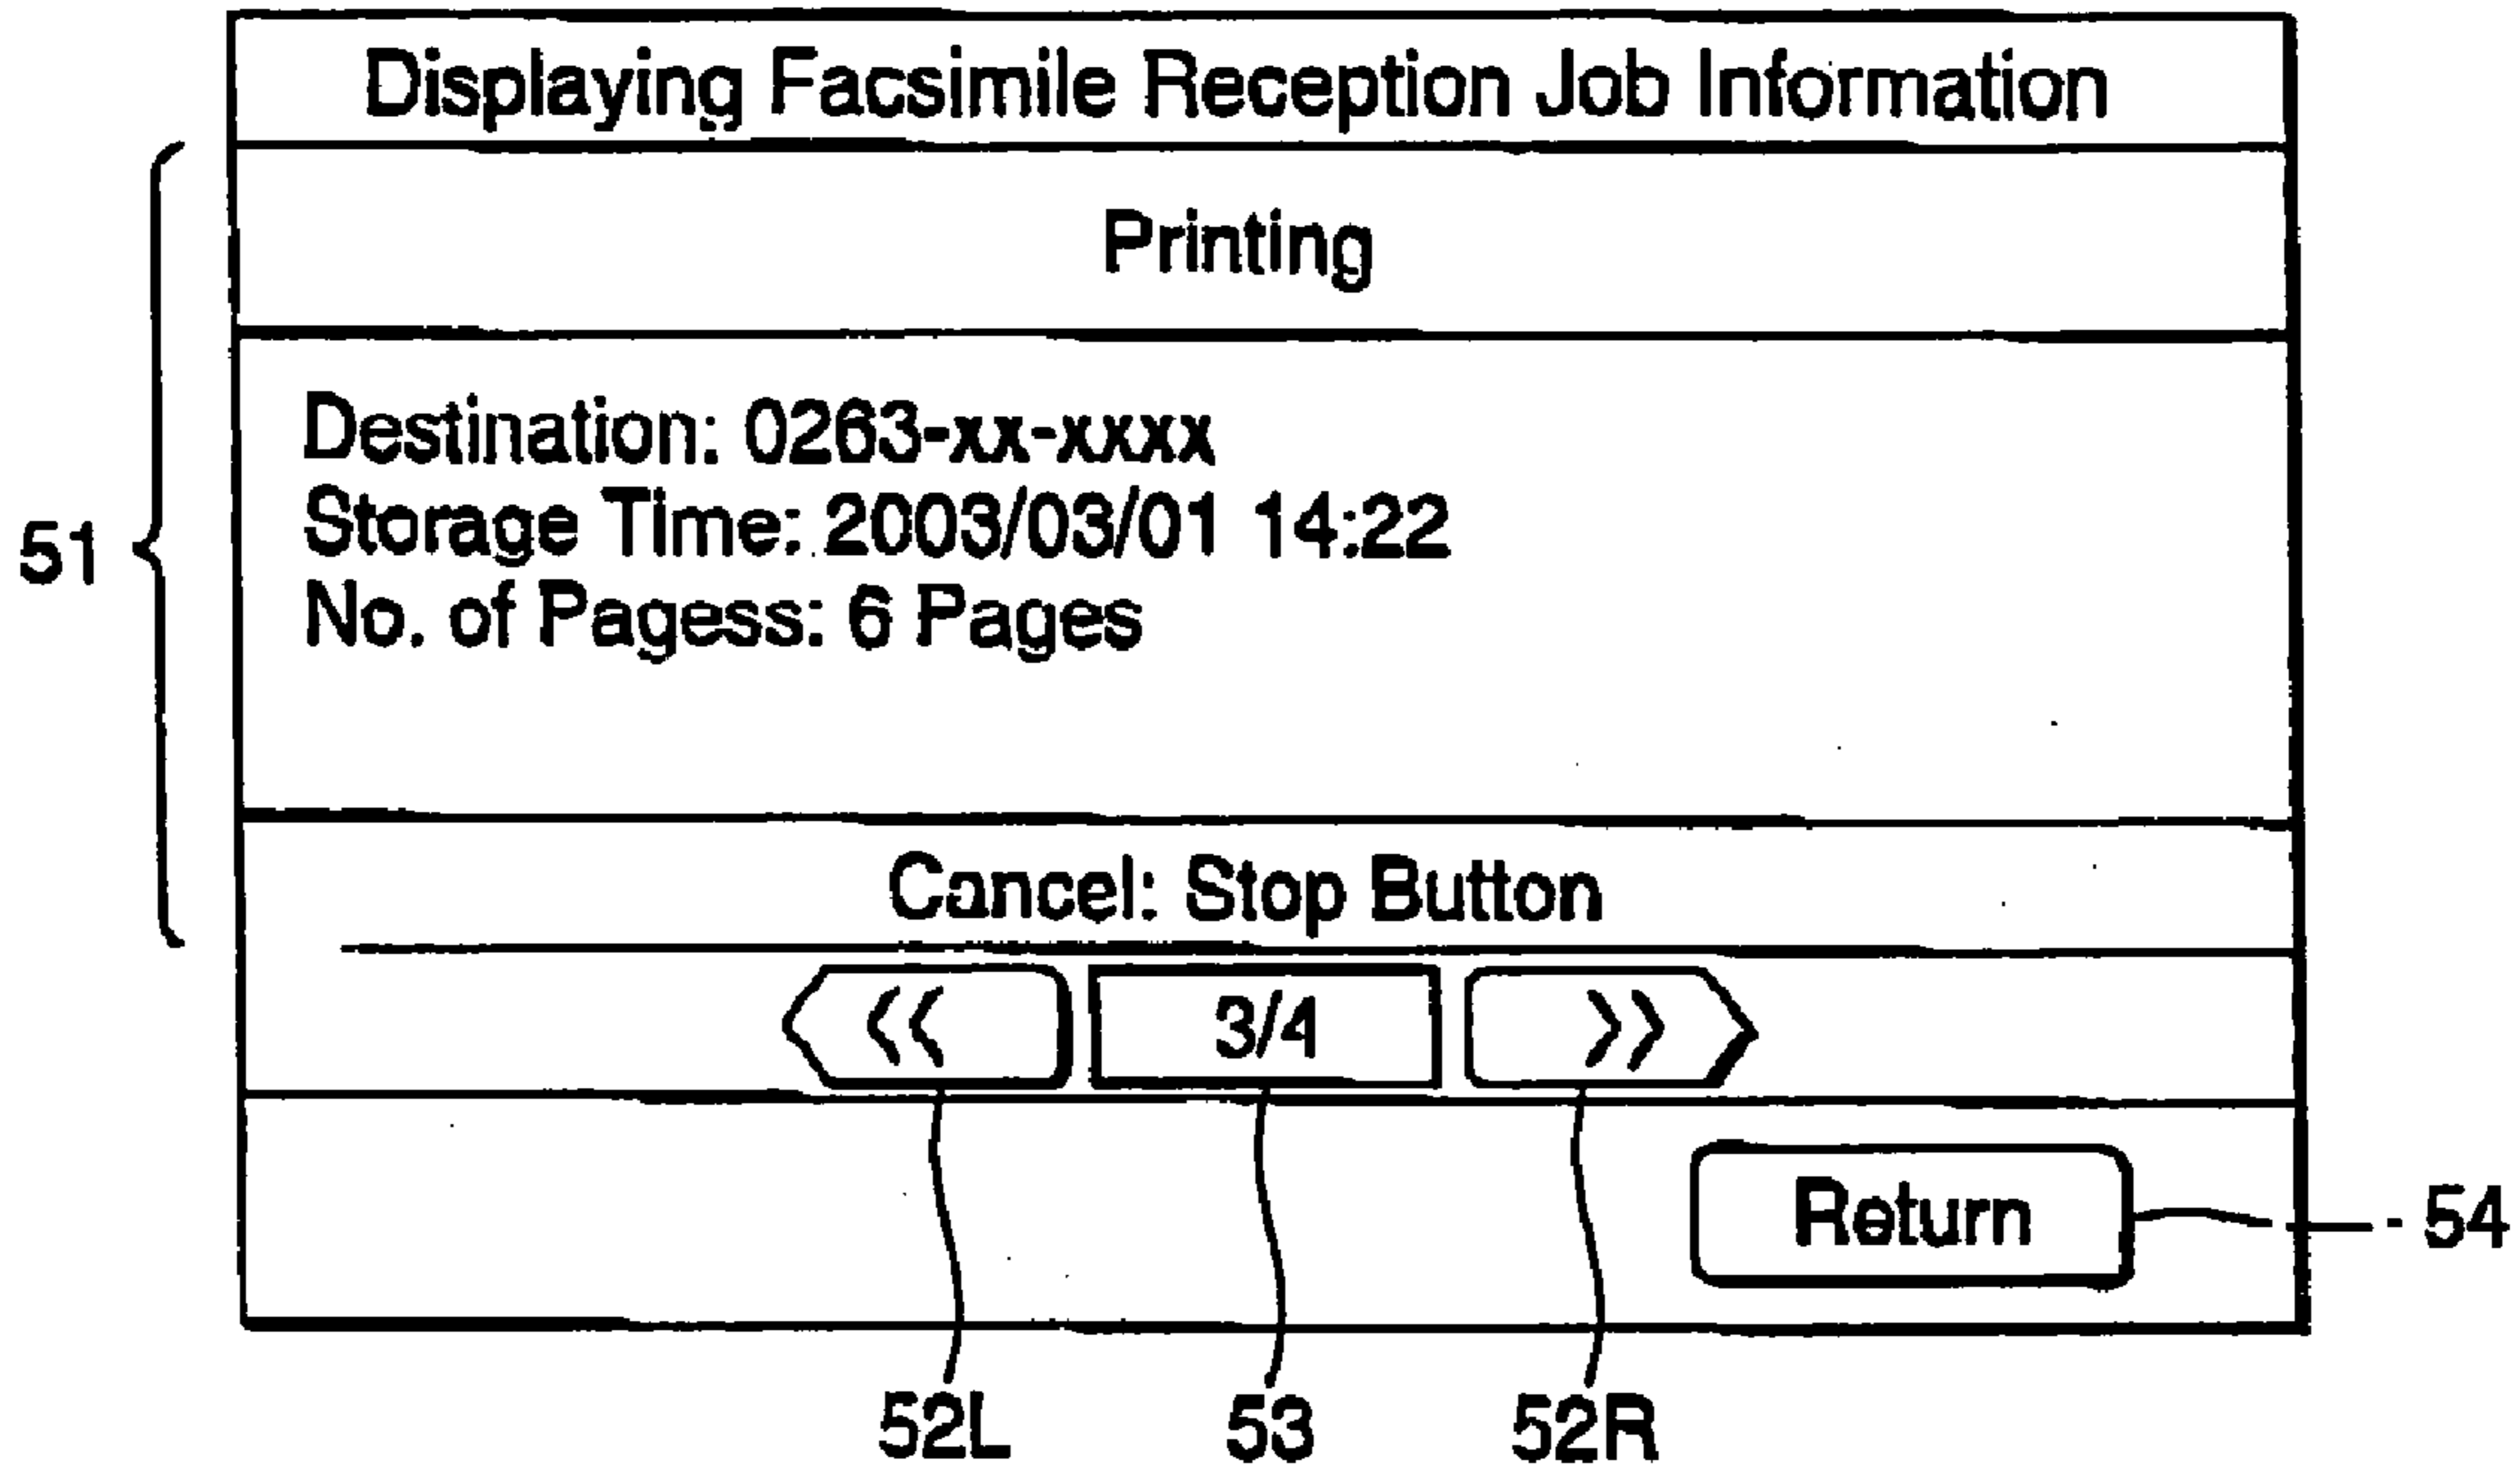 Displaying Facsimile Reception Job Information
Printing
Destination: 0263-xx-xxxx
Storage Time: 2003/03/01 14:22
No. of Pagess: 6 Pages
51
Cancel: Stop Button
《 3/4 》
Return
54
52L 53 52R